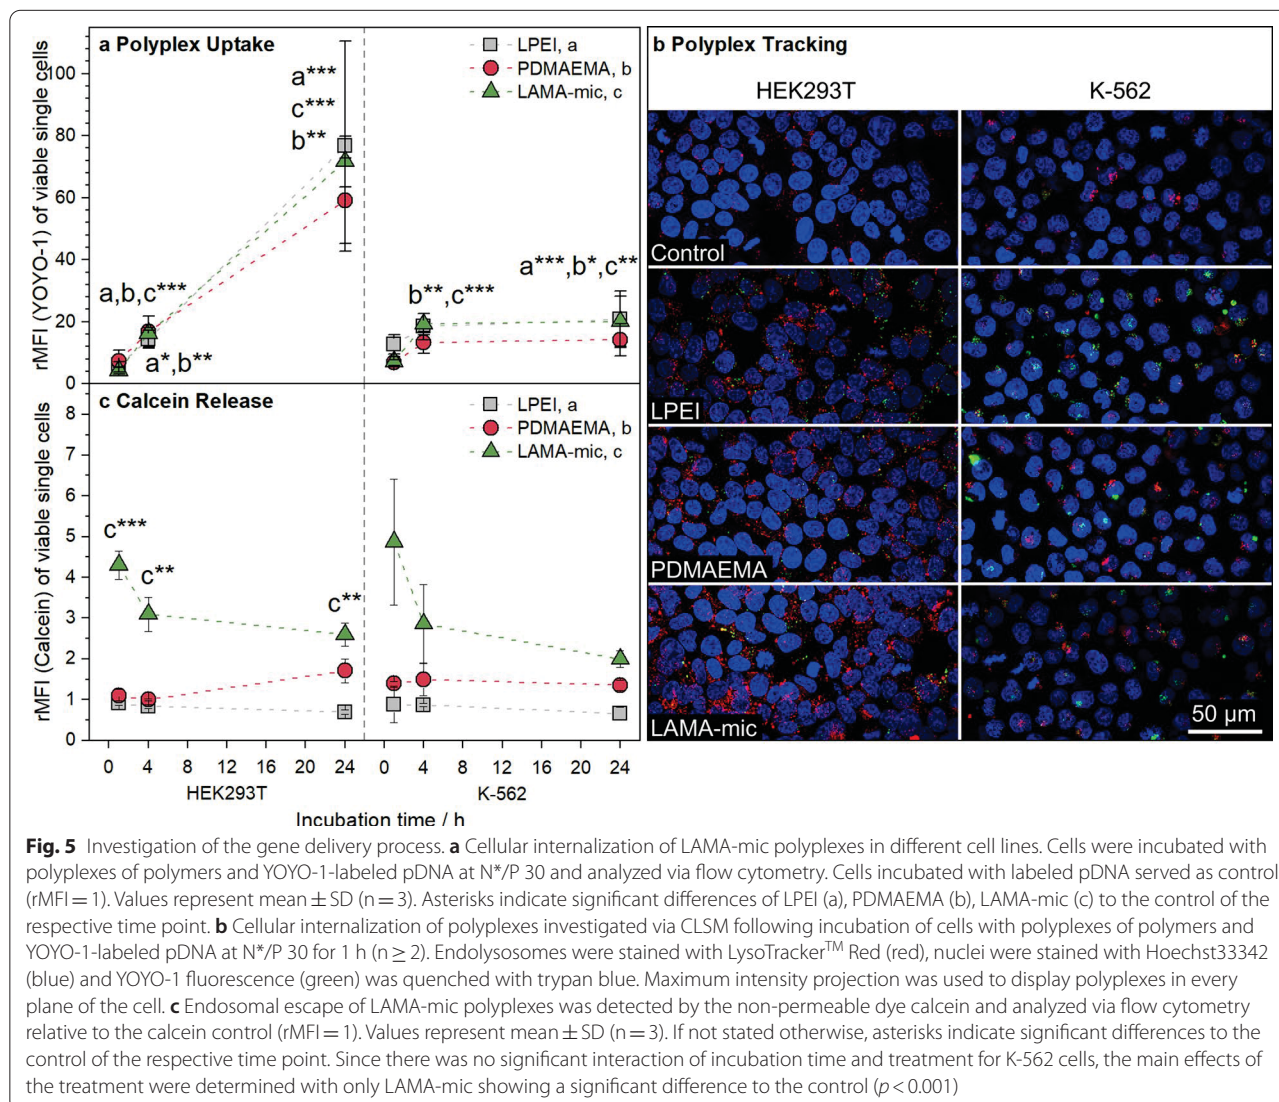 a Polyplex Uptake
LPEI, a
PDMAEMA, b
LAMA-mic, c
LPEI, a
PDMAEMA, b
LAMA-mic, c
rMFI (YOYO-1) of viable single cells
100
80
60
40
20
0
a***
c***
b**
a,b,c***
a*,b**
b**,c***
a***,b*,c**
c Calcein Release
LPEI, a
PDMAEMA, b
LAMA-mic, c
rMFI (Calcein) of viable single cells
8
7
6
5
4
3
2
1
0
c***
c**
c**
0 4 8 12 16 20 24 0 4 8 12 16 20 24
HEK293T K-562
Incubation time / h
b Polyplex Tracking
HEK293T K-562
Control
LPEI
PDMAEMA
LAMA-mic
50 µm
Fig. 5 Investigation of the gene delivery process. a Cellular internalization of LAMA-mic polyplexes in different cell lines. Cells were incubated with
polyplexes of polymers and YOYO-1-labeled pDNA at N*/P 30 and analyzed via flow cytometry. Cells incubated with labeled pDNA served as control
(rMFI = 1). Values represent mean ± SD (n = 3). Asterisks indicate significant differences of LPEI (a), PDMAEMA (b), LAMA-mic (c) to the control of the
respective time point. b Cellular internalization of polyplexes investigated via CLSM following incubation of cells with polyplexes of polymers and
YOYO-1-labeled pDNA at N*/P 30 for 1 h (n ≥ 2). Endolysosomes were stained with LysoTracker™ Red (red), nuclei were stained with Hoechst33342
(blue) and YOYO-1 fluorescence (green) was quenched with trypan blue. Maximum intensity projection was used to display polyplexes in every
plane of the cell. c Endosomal escape of LAMA-mic polyplexes was detected by the non-permeable dye calcein and analyzed via flow cytometry
relative to the calcein control (rMFI = 1). Values represent mean ± SD (n = 3). If not stated otherwise, asterisks indicate significant differences to the
control of the respective time point. Since there was no significant interaction of incubation time and treatment for K-562 cells, the main effects of
the treatment were determined with only LAMA-mic showing a significant difference to the control (p < 0.001)